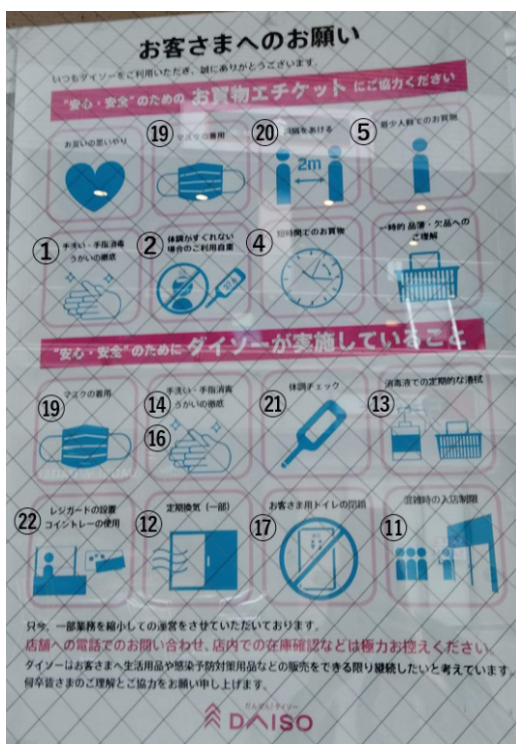 お客さまへのお願い
いつもダイソーをご利用いただき、誠にありがとうございます。
"安心・安全"のための お買物エチケット にご協力ください
お互いの思いやり
⑲ マスクの着用
⑳ 間隔をあける
2m
⑤ 最少人数でのお買物
① 手洗い・手指消毒
うがいの徹底
② 体調がすぐれない
場合のご利用自粛
37.5
④ 短時間でのお買物
一時的 品薄・欠品への
ご理解
"安心・安全"のために ダイソーが実施していること
⑲ マスクの着用
⑭ 手洗い・手指消毒
⑯ うがいの徹底
㉑ 体調チェック
⑬ 消毒液での定期的な清拭
㉒ レジガードの設置
コイントレーの使用
⑫ 定期換気(一部)
⑰ お客さま用トイレの閉鎖
⑪ 混雑時の入店制限
只今、一部業務を縮小しての運営をさせていただいております。
店舗への電話でのお問い合わせ、店内での在庫確認などは極力お控えください。
ダイソーはお客さまへ生活用品や感染予防対策用品などの販売をできる限り継続したいと考えています。
何卒皆さまのご理解とご協力をお願い申し上げます。
だんぜん!ダイソー
DAISO